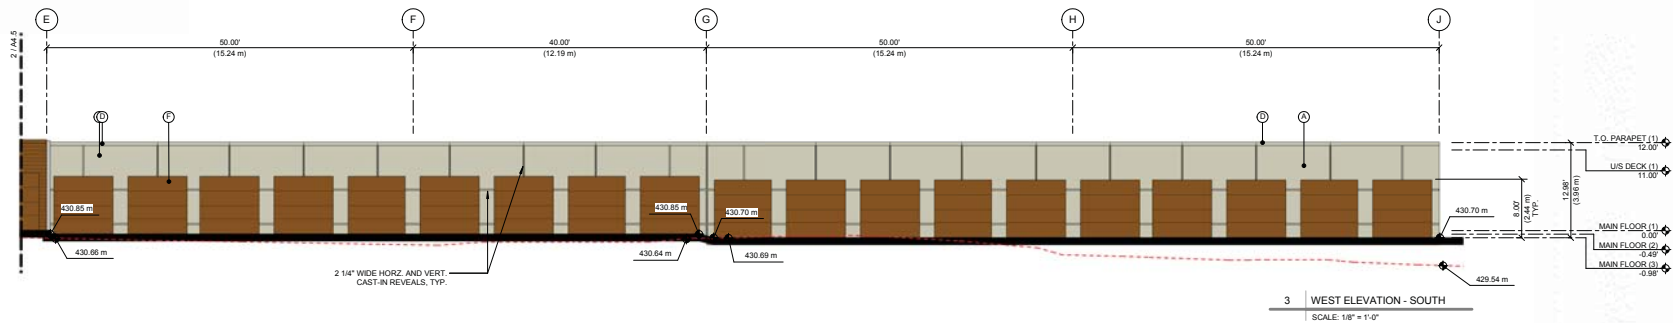 E
F
G
H
J
2 / A4.5
50.00'
(15.24 m)
40.00'
(12.19 m)
50.00'
(15.24 m)
50.00'
(15.24 m)
D
F
D
A
T.O. PARAPET (1)
12.00'
U/S DECK (1)
11.00'
12.98'
(3.96 m)
8.00'
(2.44 m)
TYP.
430.85 m
430.85 m
430.70 m
430.70 m
MAIN FLOOR (1)
0.00'
MAIN FLOOR (2)
-0.49'
MAIN FLOOR (3)
-0.98'
430.66 m
430.64 m
430.69 m
429.54 m
2 1/4" WIDE HORZ. AND VERT.
CAST-IN REVEALS, TYP.
3 WEST ELEVATION - SOUTH
SCALE: 1/8" = 1'-0"